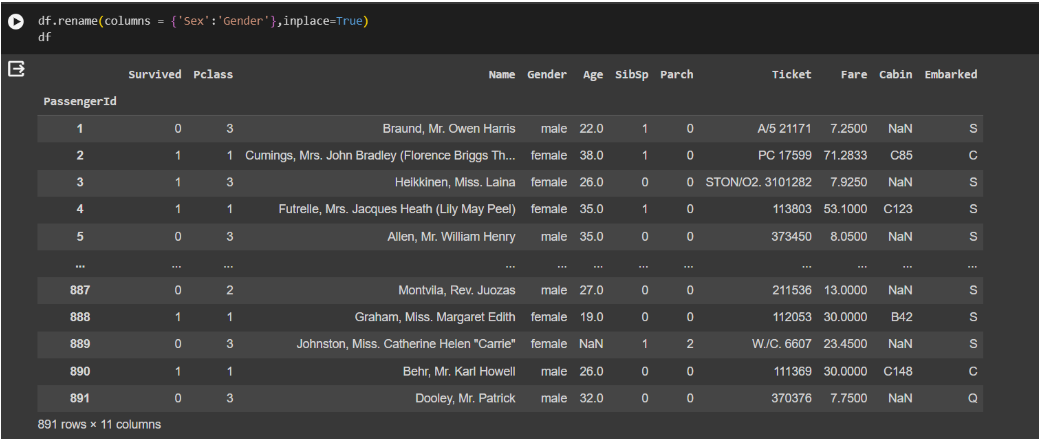 df.rename(columns = {'Sex':'Gender'},inplace=True)
df
Survived Pclass Name Gender Age SibSp Parch Ticket Fare Cabin Embarked
PassengerId
1 0 3 Braund, Mr. Owen Harris male 22.0 1 0 A/5 21171 7.2500 NaN S
2 1 1 Cumings, Mrs. John Bradley (Florence Briggs Th... female 38.0 1 0 PC 17599 71.2833 C85 C
3 1 3 Heikkinen, Miss. Laina female 26.0 0 0 STON/O2. 3101282 7.9250 NaN S
4 1 1 Futrelle, Mrs. Jacques Heath (Lily May Peel) female 35.0 1 0 113803 53.1000 C123 S
5 0 3 Allen, Mr. William Henry male 35.0 0 0 373450 8.0500 NaN S
... ... ... ... ... ... ... ... ... ... ... ...
887 0 2 Montvila, Rev. Juozas male 27.0 0 0 211536 13.0000 NaN S
888 1 1 Graham, Miss. Margaret Edith female 19.0 0 0 112053 30.0000 B42 S
889 0 3 Johnston, Miss. Catherine Helen "Carrie" female NaN 1 2 W./C. 6607 23.4500 NaN S
890 1 1 Behr, Mr. Karl Howell male 26.0 0 0 111369 30.0000 C148 C
891 0 3 Dooley, Mr. Patrick male 32.0 0 0 370376 7.7500 NaN Q
891 rows × 11 columns